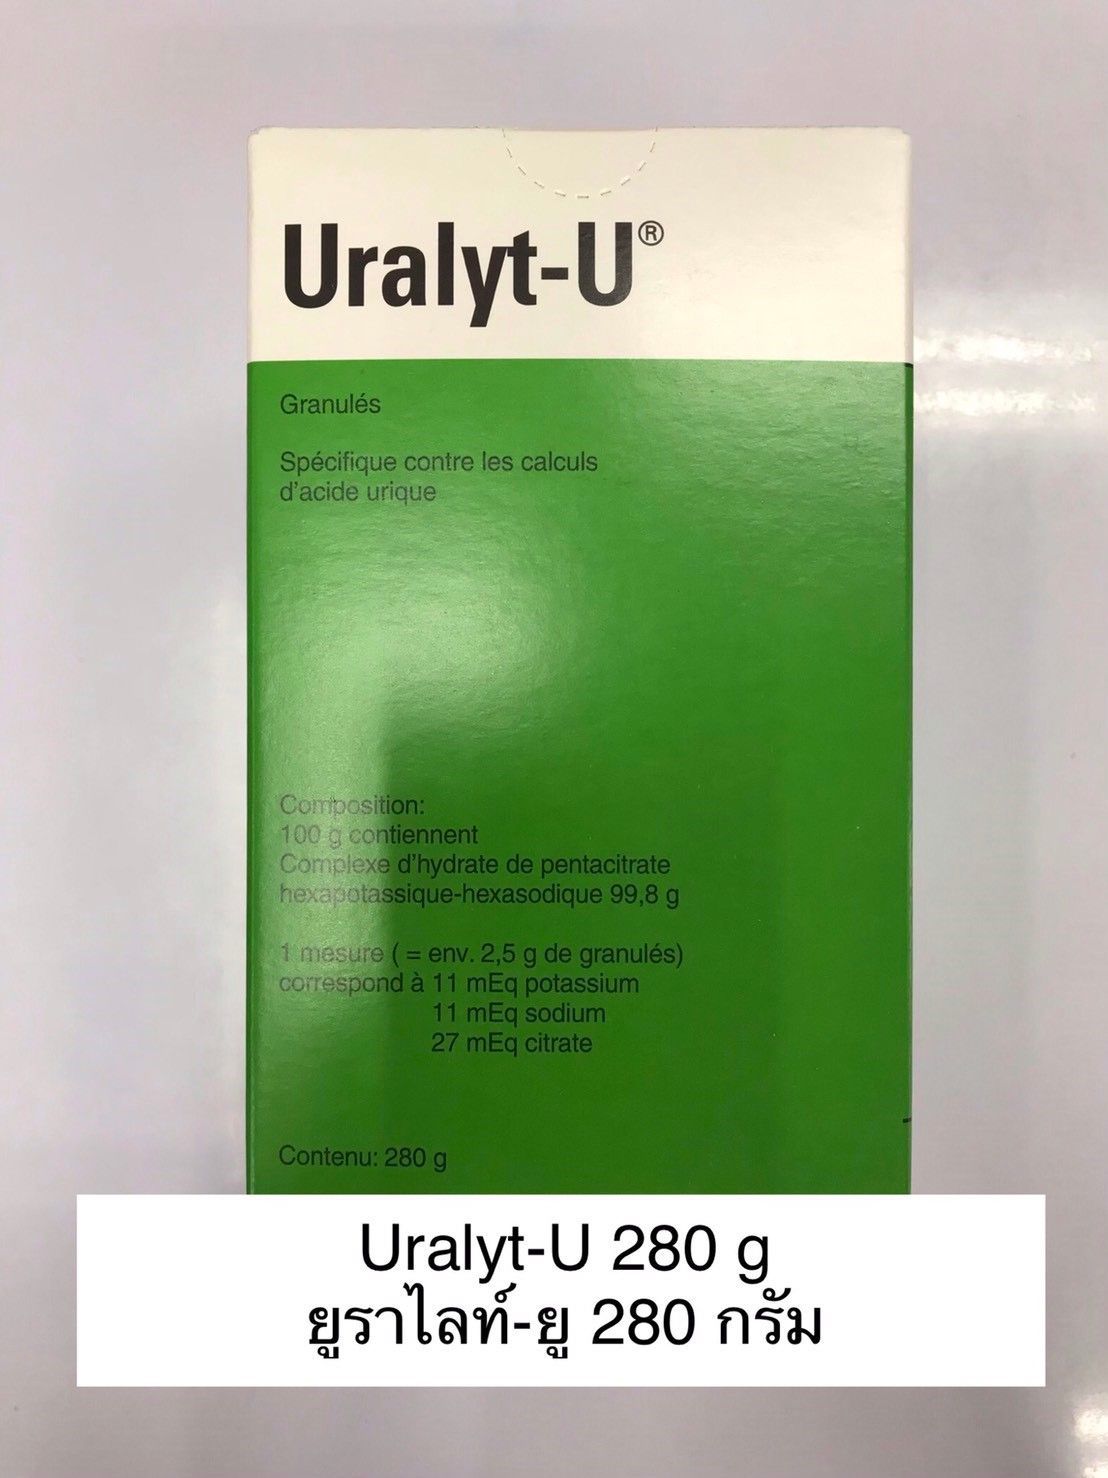 Uralyt-U®
Granulés
Spécifique contre les calculs
d'acide urique
Composition:
100 g contiennent
Complexe d'hydrate de pentacitrate
hexapotassique-hexasodique 99,8 g
1 mesure ( = env. 2,5 g de granulés)
correspond à 11 mEq potassium
11 mEq sodium
27 mEq citrate
Contenu: 280 g
Uralyt-U 280 g
ยูราไลท์-ยู 280 กรัม